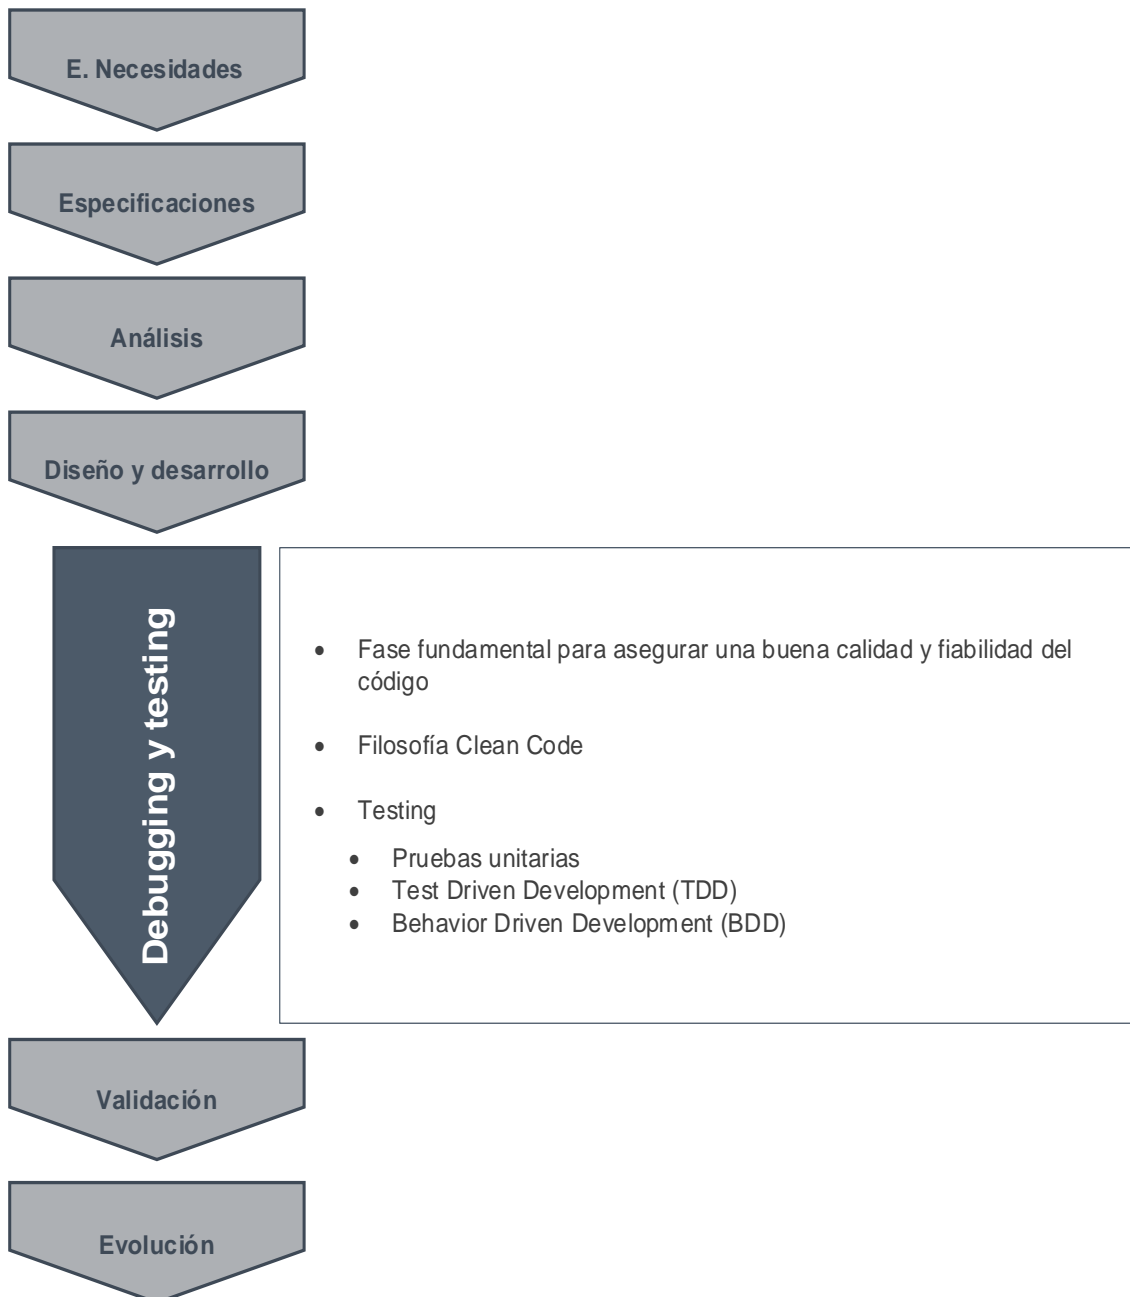 E. Necesidades
Especificaciones
Análisis
Diseño y desarrollo
Debugging y testing
• Fase fundamental para asegurar una buena calidad y fiabilidad del
código
• Filosofía Clean Code
• Testing
• Pruebas unitarias
• Test Driven Development (TDD)
• Behavior Driven Development (BDD)
Validación
Evolución